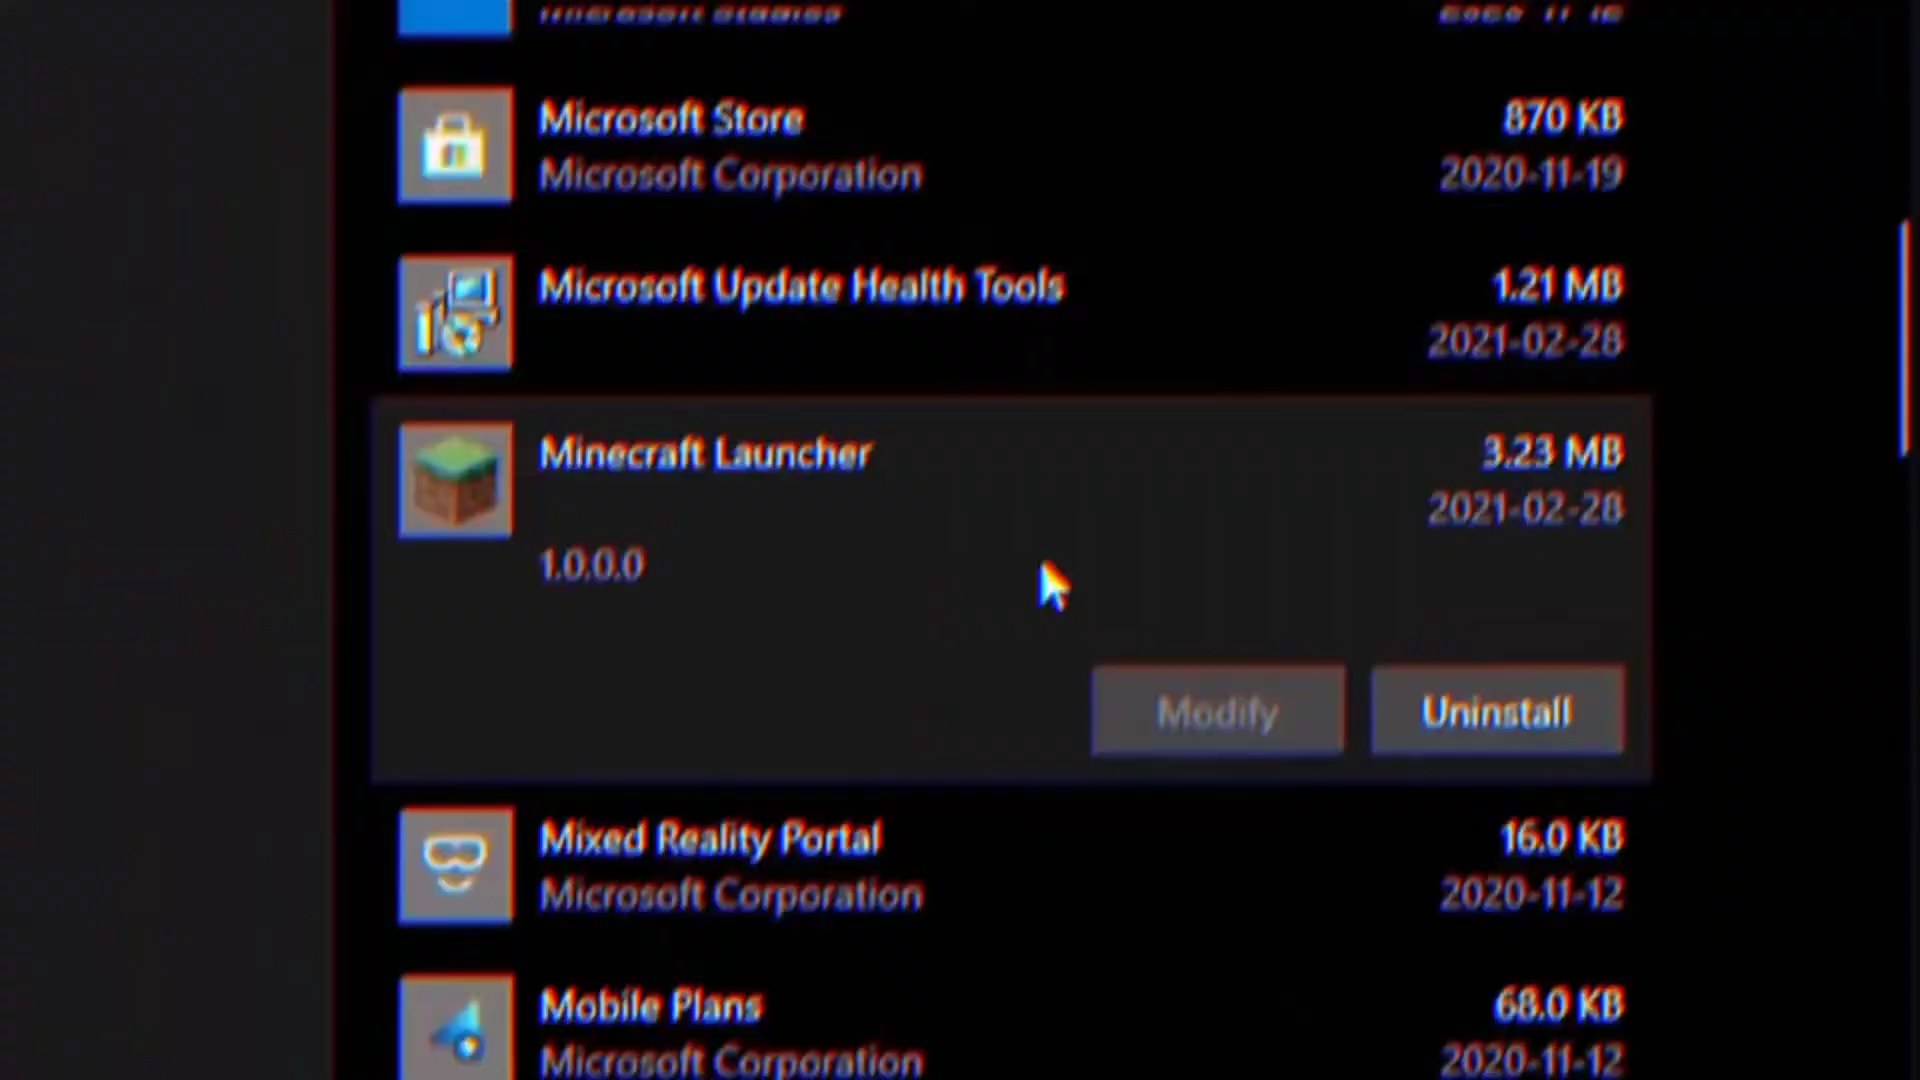 Microsoft Studios
Microsoft Store
870 KB
Microsoft Corporation
2020-11-19
Microsoft Update Health Tools
1.21 MB
2021-02-28
Minecraft Launcher
3.23 MB
2021-02-28
1.0.0.0
Modify
Uninstall
Mixed Reality Portal
16.0 KB
Microsoft Corporation
2020-11-12
Mobile Plans
68.0 KB
Microsoft Corporation
2020-11-12